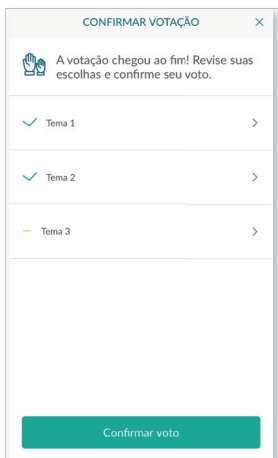 CONFIRMAR VOTAÇÃO
A votação chegou ao fim! Revise suas
escolhas e confirme seu voto.
Tema 1
Tema 2
Tema 3
Confirmar voto